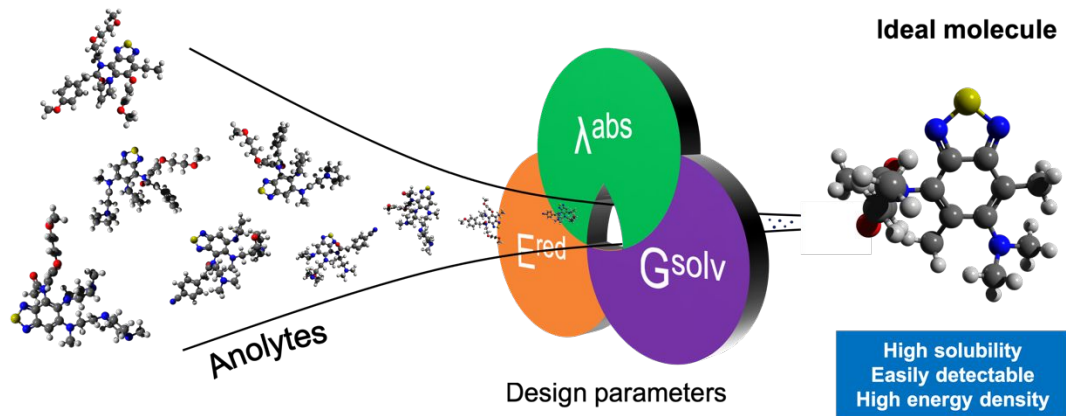 Ideal molecule
λabs
Ered
Gsolv
Anolytes
Design parameters
High solubility
Easily detectable
High energy density